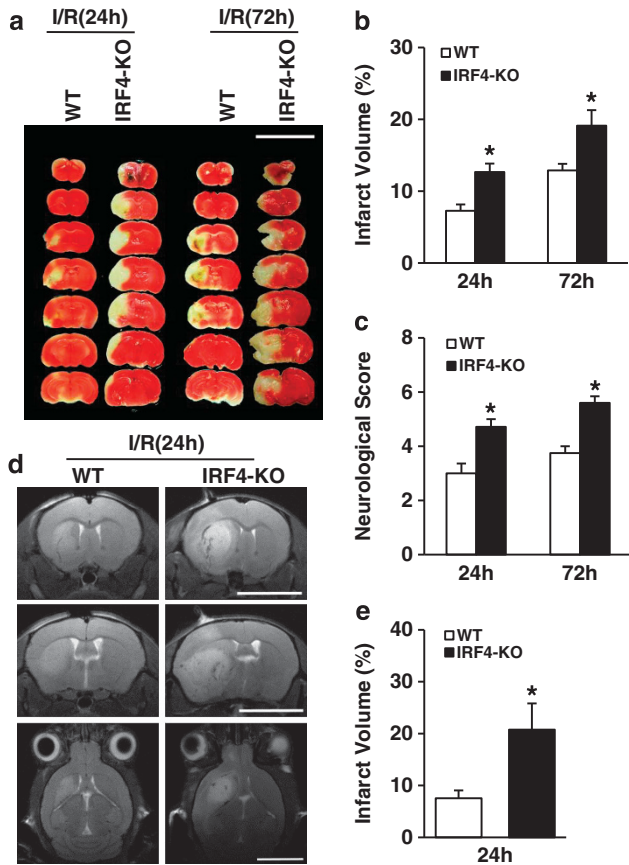 a
I/R(24h) I/R(72h)
WT IRF4-KO WT IRF4-KO
b
30
20
10
0
Infarct Volume (%)
WT
IRF4-KO
* *
24h 72h
c
8
6
4
2
0
Neurological Score
WT
IRF4-KO
* *
24h 72h
d
I/R(24h)
WT IRF4-KO
e
40
30
20
10
0
Infarct Volume (%)
WT
IRF4-KO
*
24h